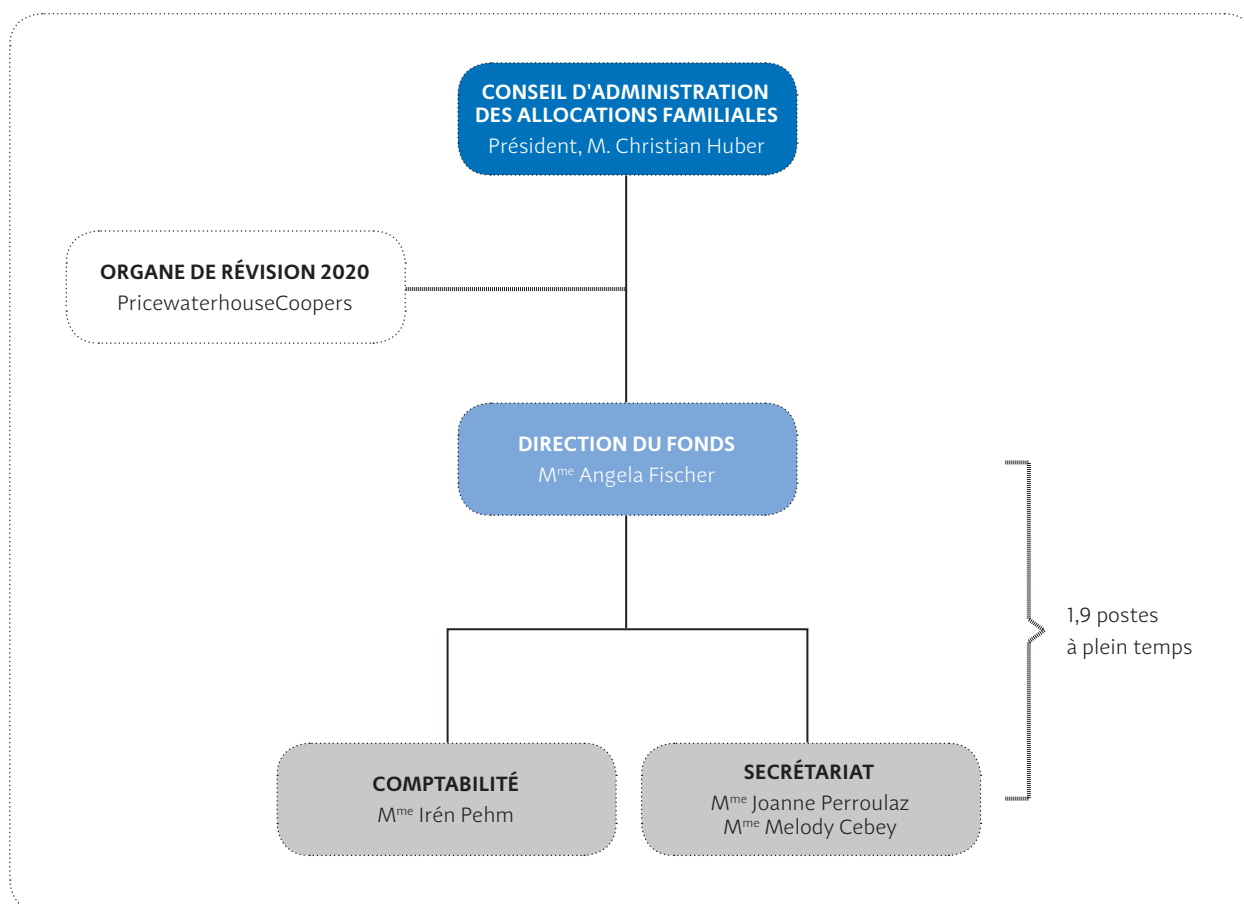 CONSEIL D'ADMINISTRATION
DES ALLOCATIONS FAMILIALES
Président, M. Christian Huber
ORGANE DE RÉVISION 2020
PricewaterhouseCoopers
DIRECTION DU FONDS
Mme Angela Fischer
1,9 postes
à plein temps
COMPTABILITÉ
Mme Irén Pehm
SECRÉTARIAT
Mme Joanne Perroulaz
Mme Melody Cebey